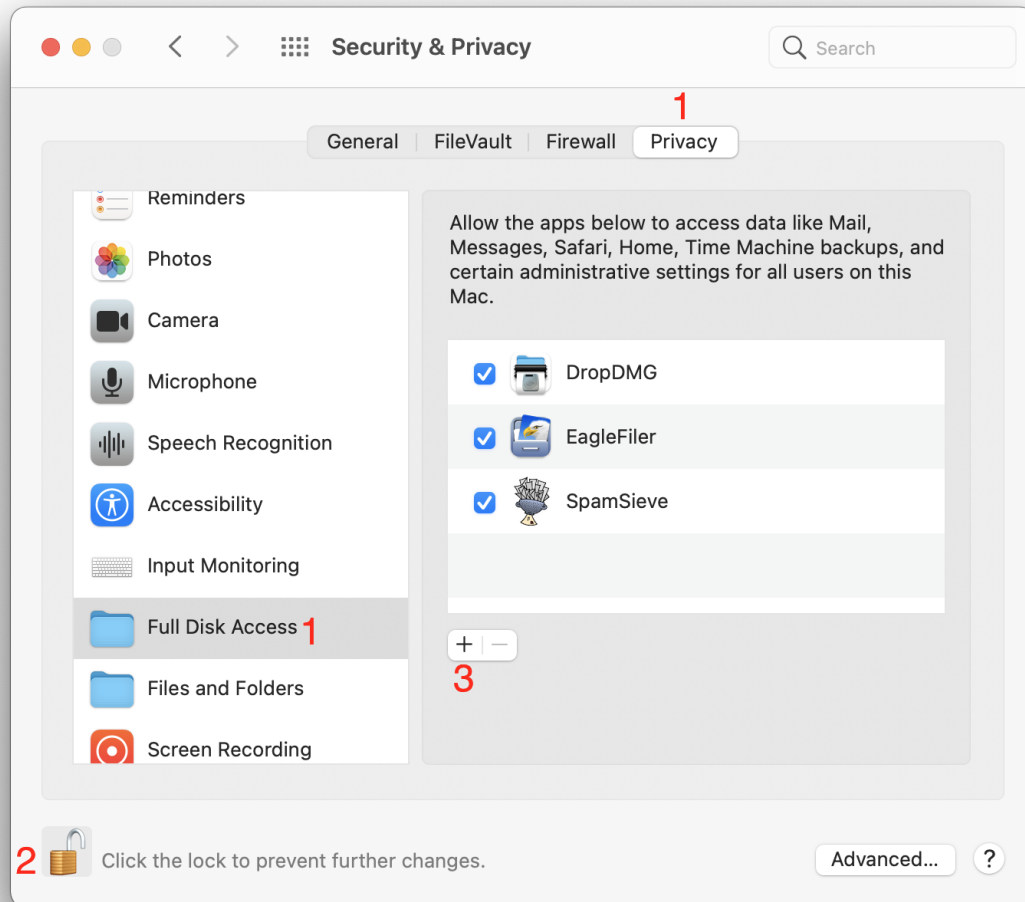 Security & Privacy
Search
1
General
FileVault
Firewall
Privacy
Reminders
Photos
Camera
Microphone
Speech Recognition
Accessibility
Input Monitoring
Full Disk Access 1
Files and Folders
Screen Recording
Allow the apps below to access data like Mail,
Messages, Safari, Home, Time Machine backups, and
certain administrative settings for all users on this
Mac.
DropDMG
EagleFiler
SpamSieve
+ −
3
2 Click the lock to prevent further changes.
Advanced...
?